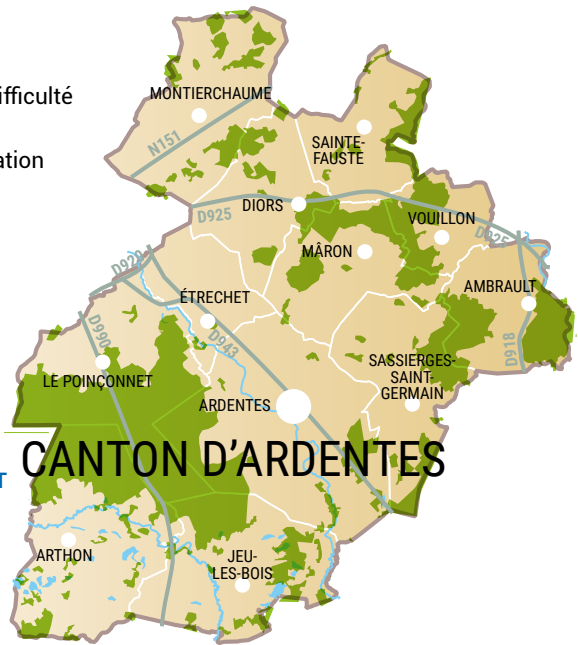 ifficulté
ation
MONTIERCHAUME
N151
SAINTE-
FAUSTE
DIORS
D925
VOUILLON
D925
MÂRON
D920
AMBRAULT
ÉTRECHET
D943
D990
D918
SASSIERGES-
SAINT-
GERMAIN
LE POINÇONNET
ARDENTES
CANTON D’ARDENTES
T
ARTHON
JEU-
LES-BOIS